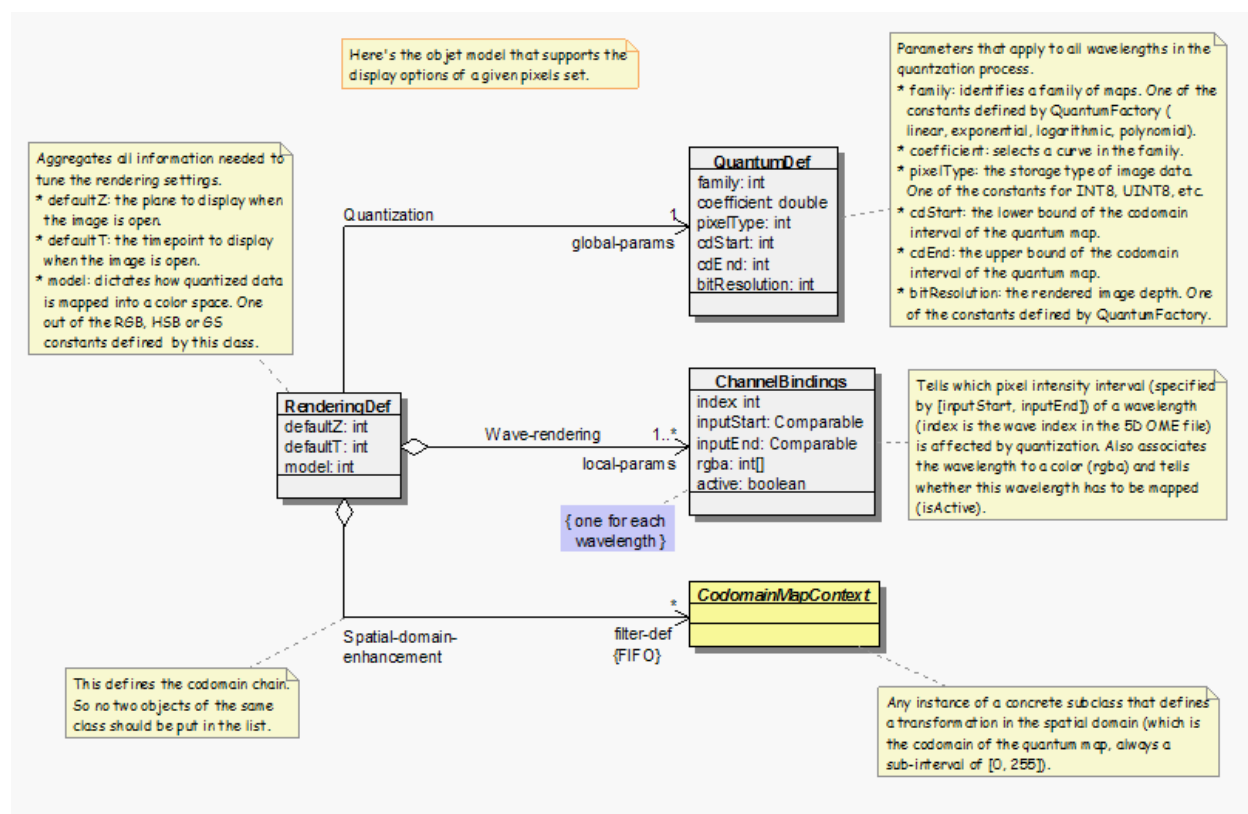 Here's the objet model that supports the
display options of a given pixels set.
Parameters that apply to all wavelengths in the
quantzation process.
* family: identifies a family of maps. One of the
constants defined by QuantumFactory (
linear, exponential, logarithmic, polynomial).
* coefficient: selects a curve in the family.
* pixelType: the storage type of image data.
One of the constants for INT8, UINT8, etc.
* cdStart: the lower bound of the codomain
interval of the quantum map.
* cdEnd: the upper bound of the codomain
interval of the quantum map.
* bitResolution: the rendered image depth. One
of the constants defined by QuantumFactory.
Aggregates all information needed to
tune the rendering settings.
* defaultZ: the plane to display when
the image is open.
* defaultT: the timepoint to display
when the image is open.
* model: dictates how quantized data
is mapped into a color space. One
out of the RGB, HSB or GS
constants defined by this class.
QuantumDef
family: int
coefficient: double
pixelType: int
cdStart: int
cdEnd: int
bitResolution: int
Quantization
1
global-params
RenderingDef
defaultZ: int
defaultT: int
model: int
Wave-rendering
1..*
local-params
ChannelBindings
index: int
inputStart: Comparable
inputEnd: Comparable
rgba: int[]
active: boolean
Tells which pixel intensity interval (specified
by [inputStart, inputEnd]) of a wavelength
(index is the wave index in the 5D OME file)
is affected by quantization. Also associates
the wavelength to a color (rgba) and tells
whether this wavelength has to be mapped
(isActive).
{ one for each
wavelength }
CodomainMapContext
*
Spatial-domain-
enhancement
filter-def
{FIFO}
This defines the codomain chain.
So no two objects of the same
class should be put in the list.
Any instance of a concrete subclass that defines
a transformation in the spatial domain (which is
the codomain of the quantum map, always a
sub-interval of [0, 255]).